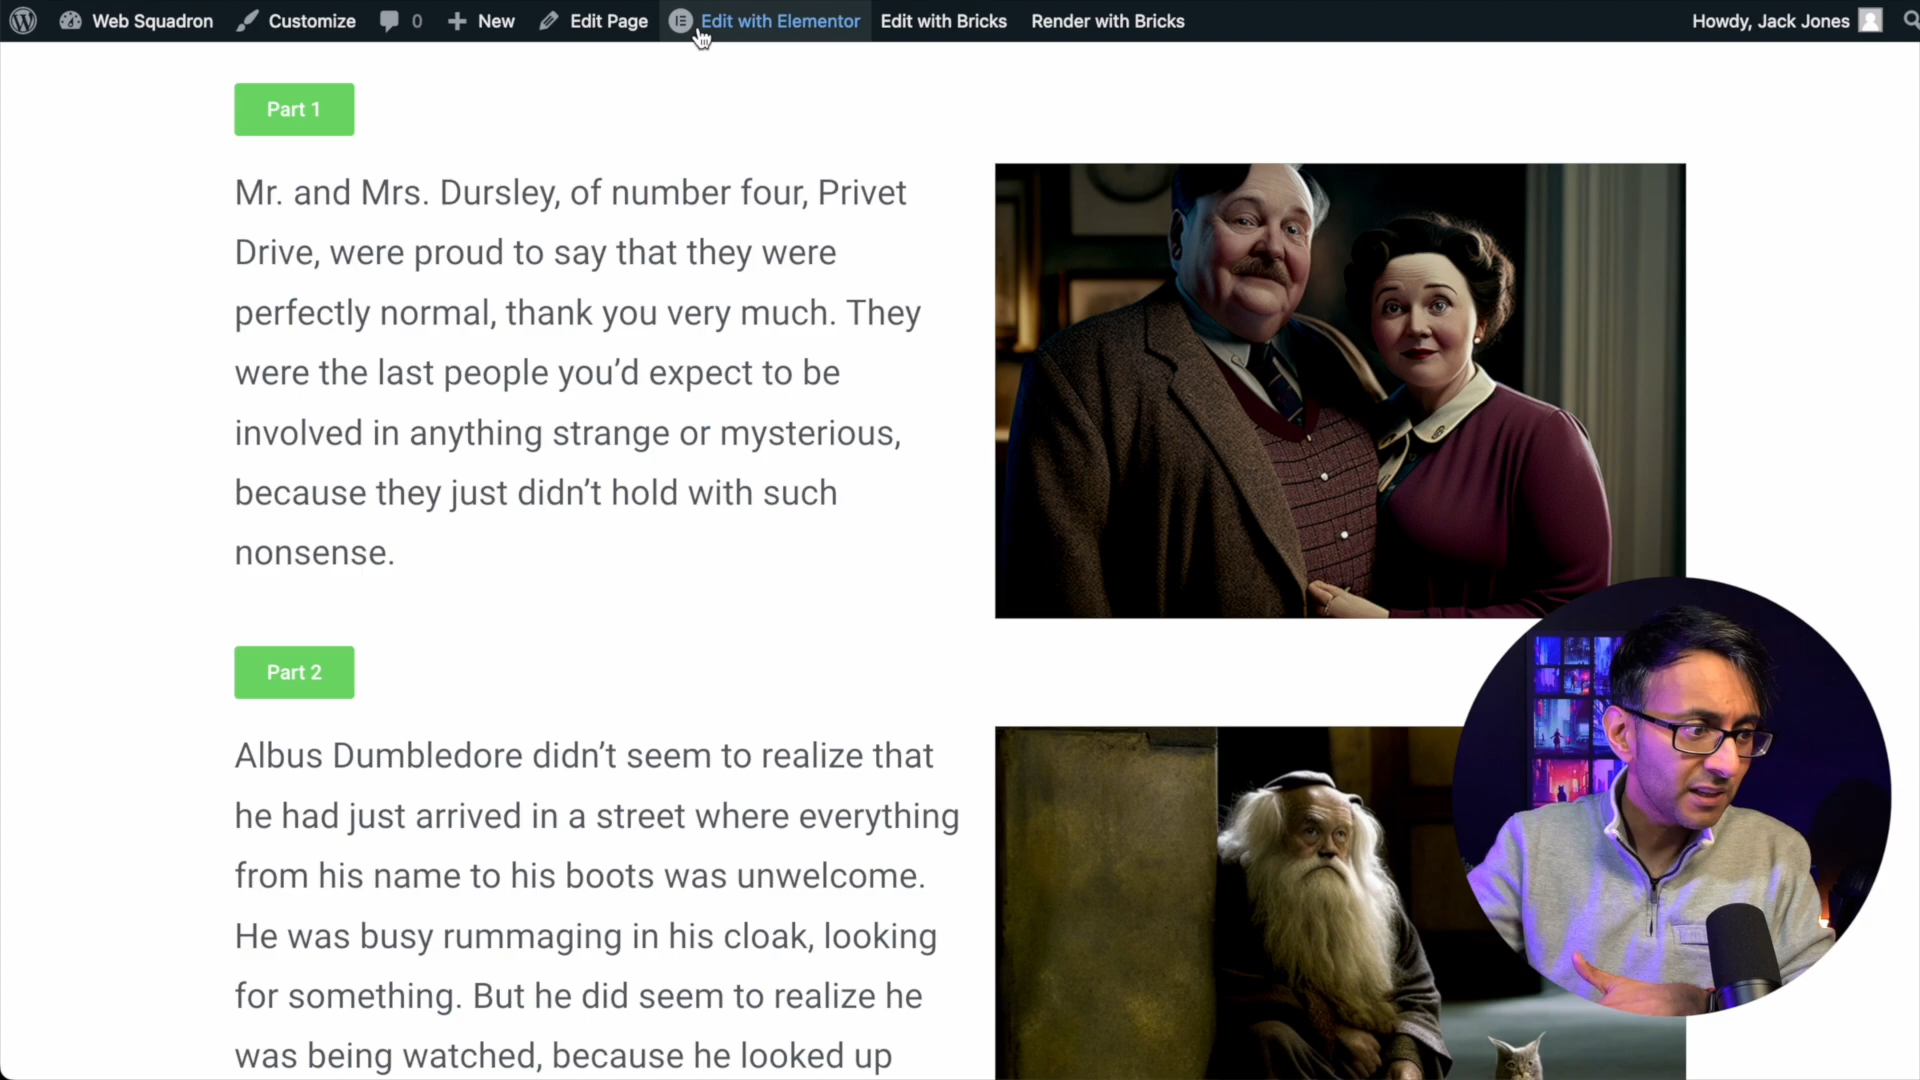 Web Squadron Customize 0 New Edit Page Edit with Elementor Edit with Bricks Render with Bricks Howdy, Jack Jones
Part 1
Mr. and Mrs. Dursley, of number four, Privet
Drive, were proud to say that they were
perfectly normal, thank you very much. They
were the last people you’d expect to be
involved in anything strange or mysterious,
because they just didn’t hold with such
nonsense.
Part 2
Albus Dumbledore didn’t seem to realize that
he had just arrived in a street where everything
from his name to his boots was unwelcome.
He was busy rummaging in his cloak, looking
for something. But he did seem to realize he
was being watched, because he looked up